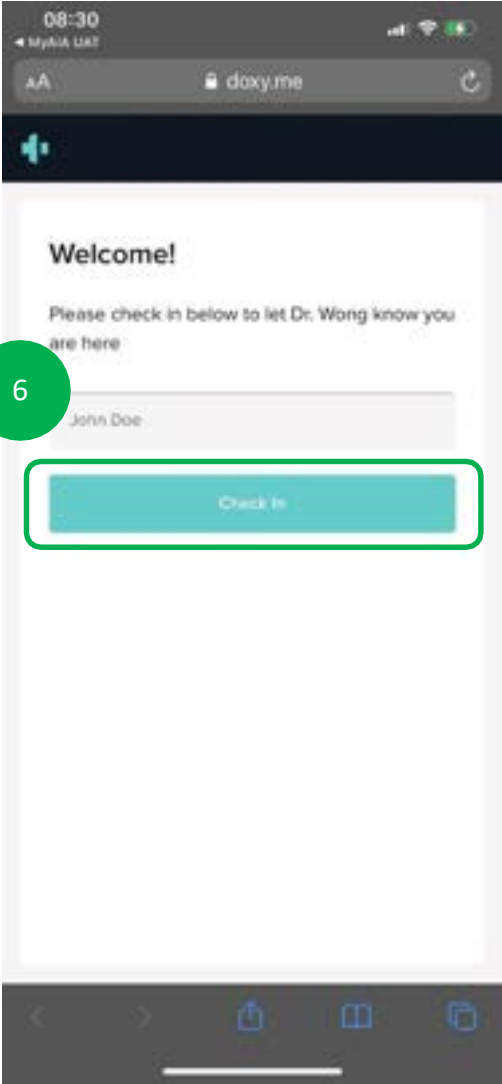 08:30
◀ MyAIA UAT
AA doxy.me
Welcome!
Please check in below to let Dr. Wong know you
are here
6
John Doe
Check In